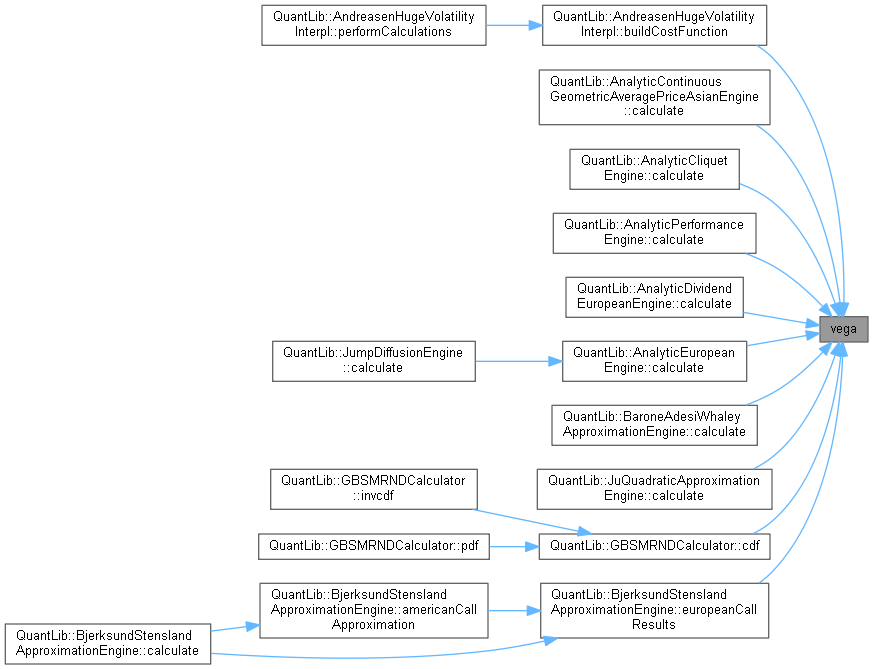 QuantLib::AndreasenHugeVolatility
Interpl::performCalculations
QuantLib::AndreasenHugeVolatility
Interpl::buildCostFunction
QuantLib::AnalyticContinuous
GeometricAveragePriceAsianEngine
::calculate
QuantLib::AnalyticCliquet
Engine::calculate
QuantLib::AnalyticPerformance
Engine::calculate
QuantLib::AnalyticDividend
EuropeanEngine::calculate
vega
QuantLib::JumpDiffusionEngine
::calculate
QuantLib::AnalyticEuropean
Engine::calculate
QuantLib::BaroneAdesiWhaley
ApproximationEngine::calculate
QuantLib::GBSMRNDCalculator
::invcdf
QuantLib::JuQuadraticApproximation
Engine::calculate
QuantLib::GBSMRNDCalculator::pdf
QuantLib::GBSMRNDCalculator::cdf
QuantLib::BjerksundStensland
ApproximationEngine::calculate
QuantLib::BjerksundStensland
ApproximationEngine::americanCall
Approximation
QuantLib::BjerksundStensland
ApproximationEngine::europeanCall
Results